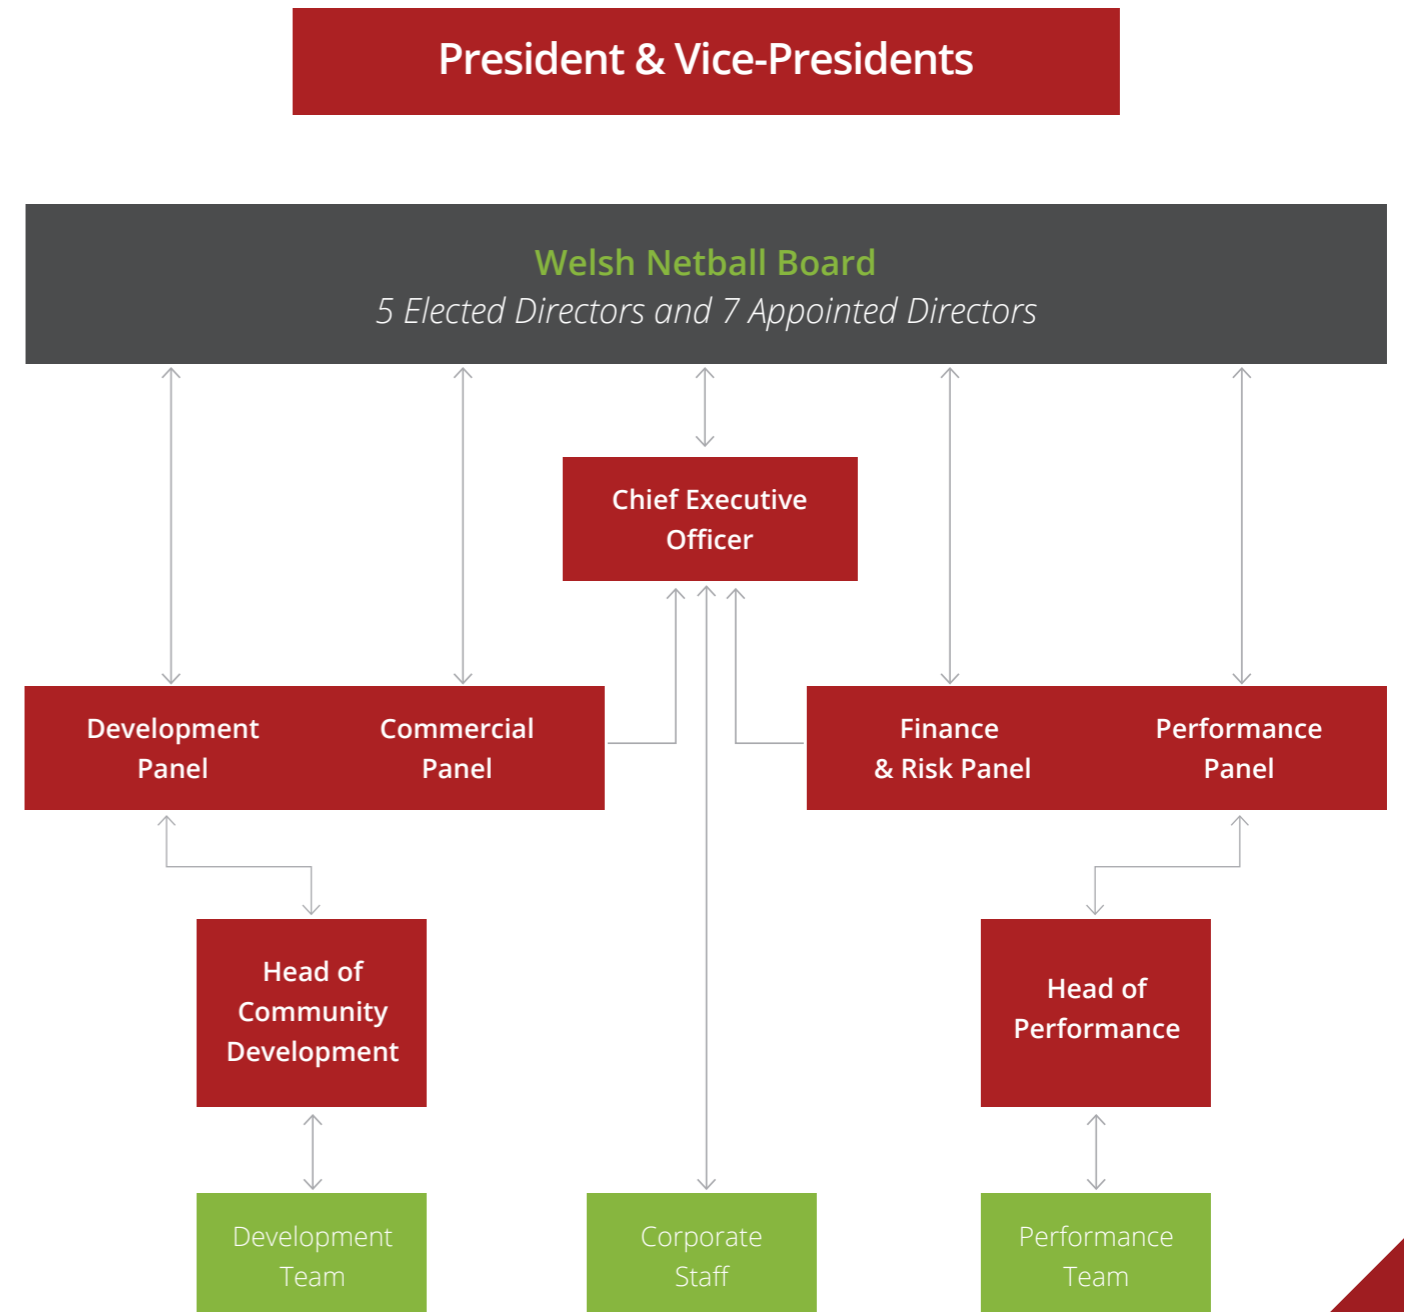 President & Vice-Presidents
Welsh Netball Board
5 Elected Directors and 7 Appointed Directors
Chief Executive
Officer
Development
Panel
Commercial
Panel
Finance
& Risk Panel
Performance
Panel
Head of
Community
Development
Head of
Performance
Development
Team
Corporate
Staff
Performance
Team